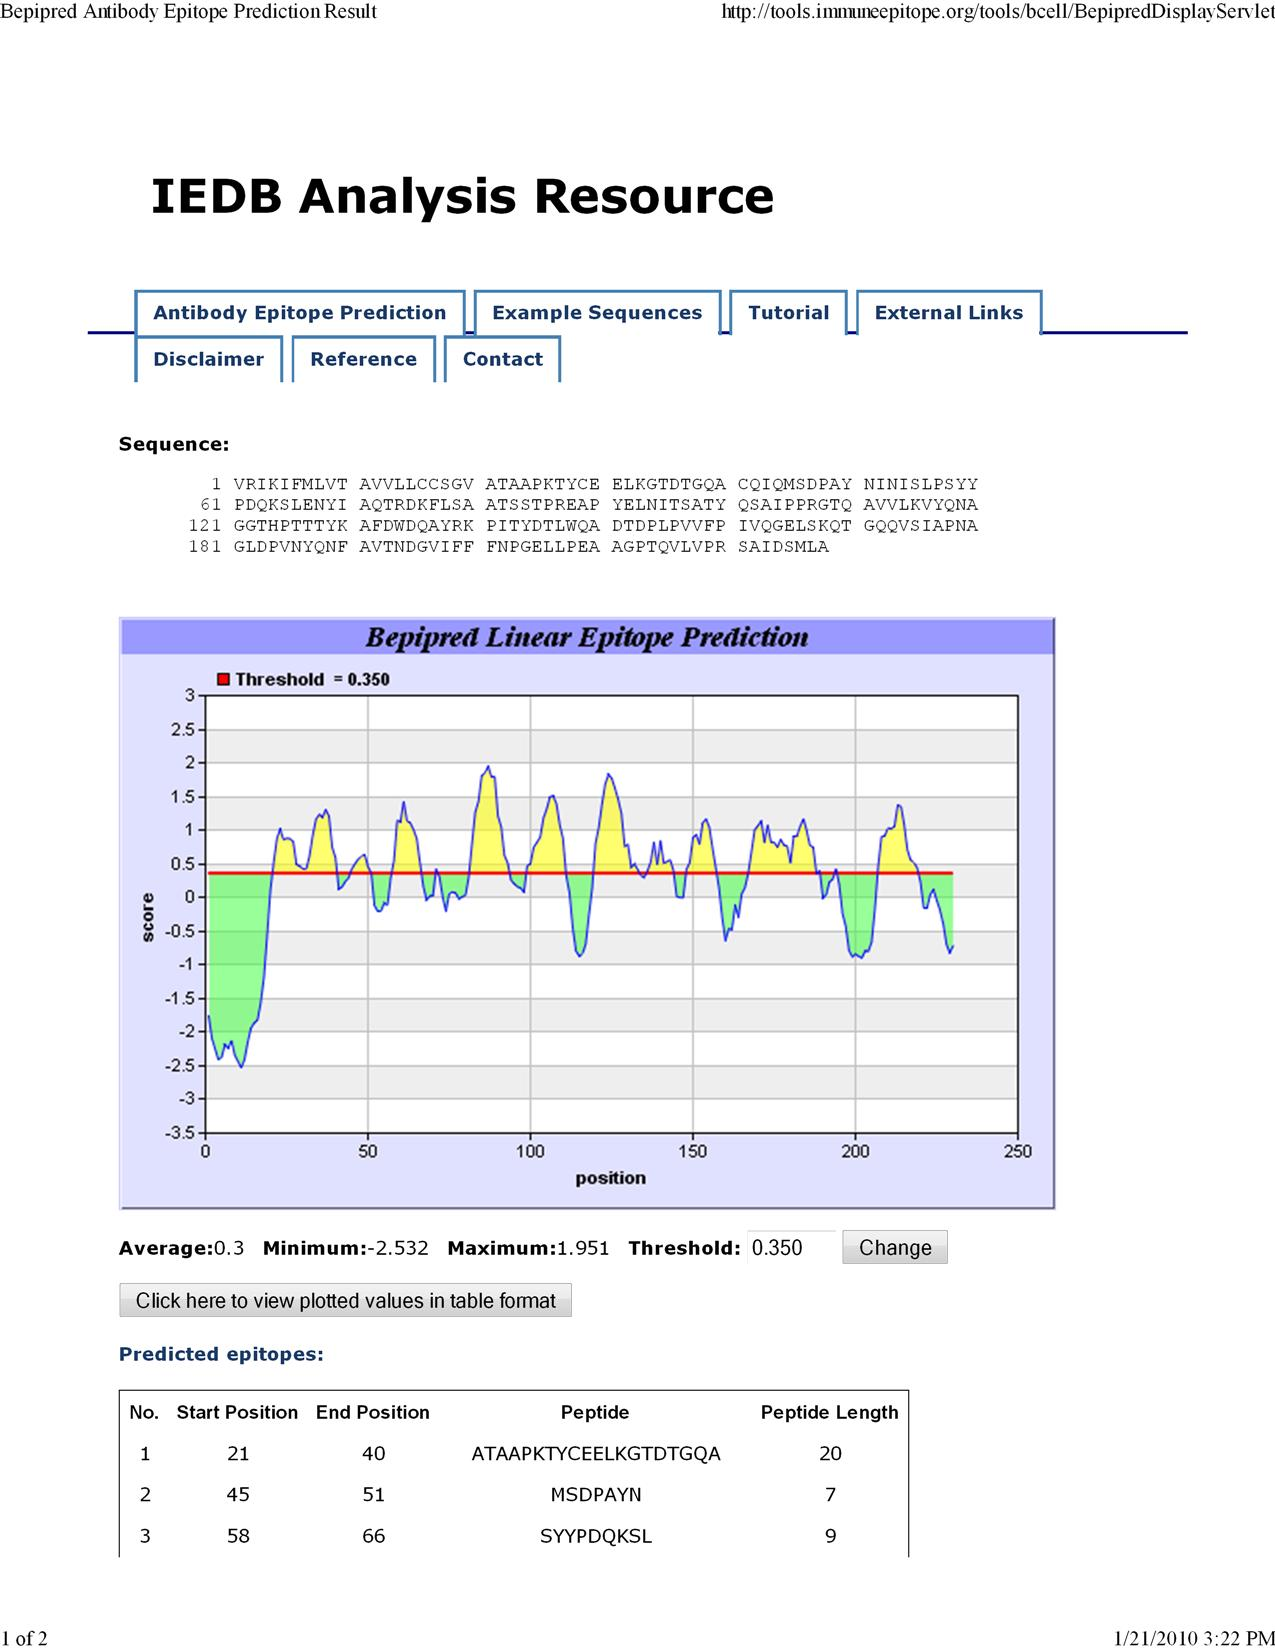 Bepipred Antibody Epitope Prediction Result http://tools.immuneepitope.org/tools/bcell/BepipredDisplayServlet
IEDB Analysis Resource
Antibody Epitope Prediction Example Sequences Tutorial External Links
Disclaimer Reference Contact
Sequence:
1 VRIKIFMLVT AVVLLCCSGV ATAAPKTYCE ELKGTDTGQA CQIQMSDPAY NINISLPSYY
61 PDQKSLENYI AQTRDKFLSA ATSSTPREAP YELNITSATY QSAIPPRGTQ AVVLKVYQNA
121 GGTHPTTTYK AFDWDQAYRK PITYDTLWQA DTDPLPVVFP IVQGELSKQT GQQVSIAPNA
181 GLDPVNYQNF AVTNDGVIFF FNPGELLPEA AGPTQVLVPR SAIDSMLA
Bepipred Linear Epitope Prediction
Threshold = 0.350
3
2.5
2
1.5
1
0.5
0
-0.5
-1
-1.5
-2
-2.5
-3
-3.5
score
0 50 100 150 200 250
position
Average:0.3 Minimum:-2.532 Maximum:1.951 Threshold: 0.350 Change
Click here to view plotted values in table format
Predicted epitopes:
No. Start Position End Position Peptide Peptide Length
1 21 40 ATAAPKTYCEELKGTDTGQA 20
2 45 51 MSDPAYN 7
3 58 66 SYYPDQKSL 9
1 of 2 1/21/2010 3:22 PM